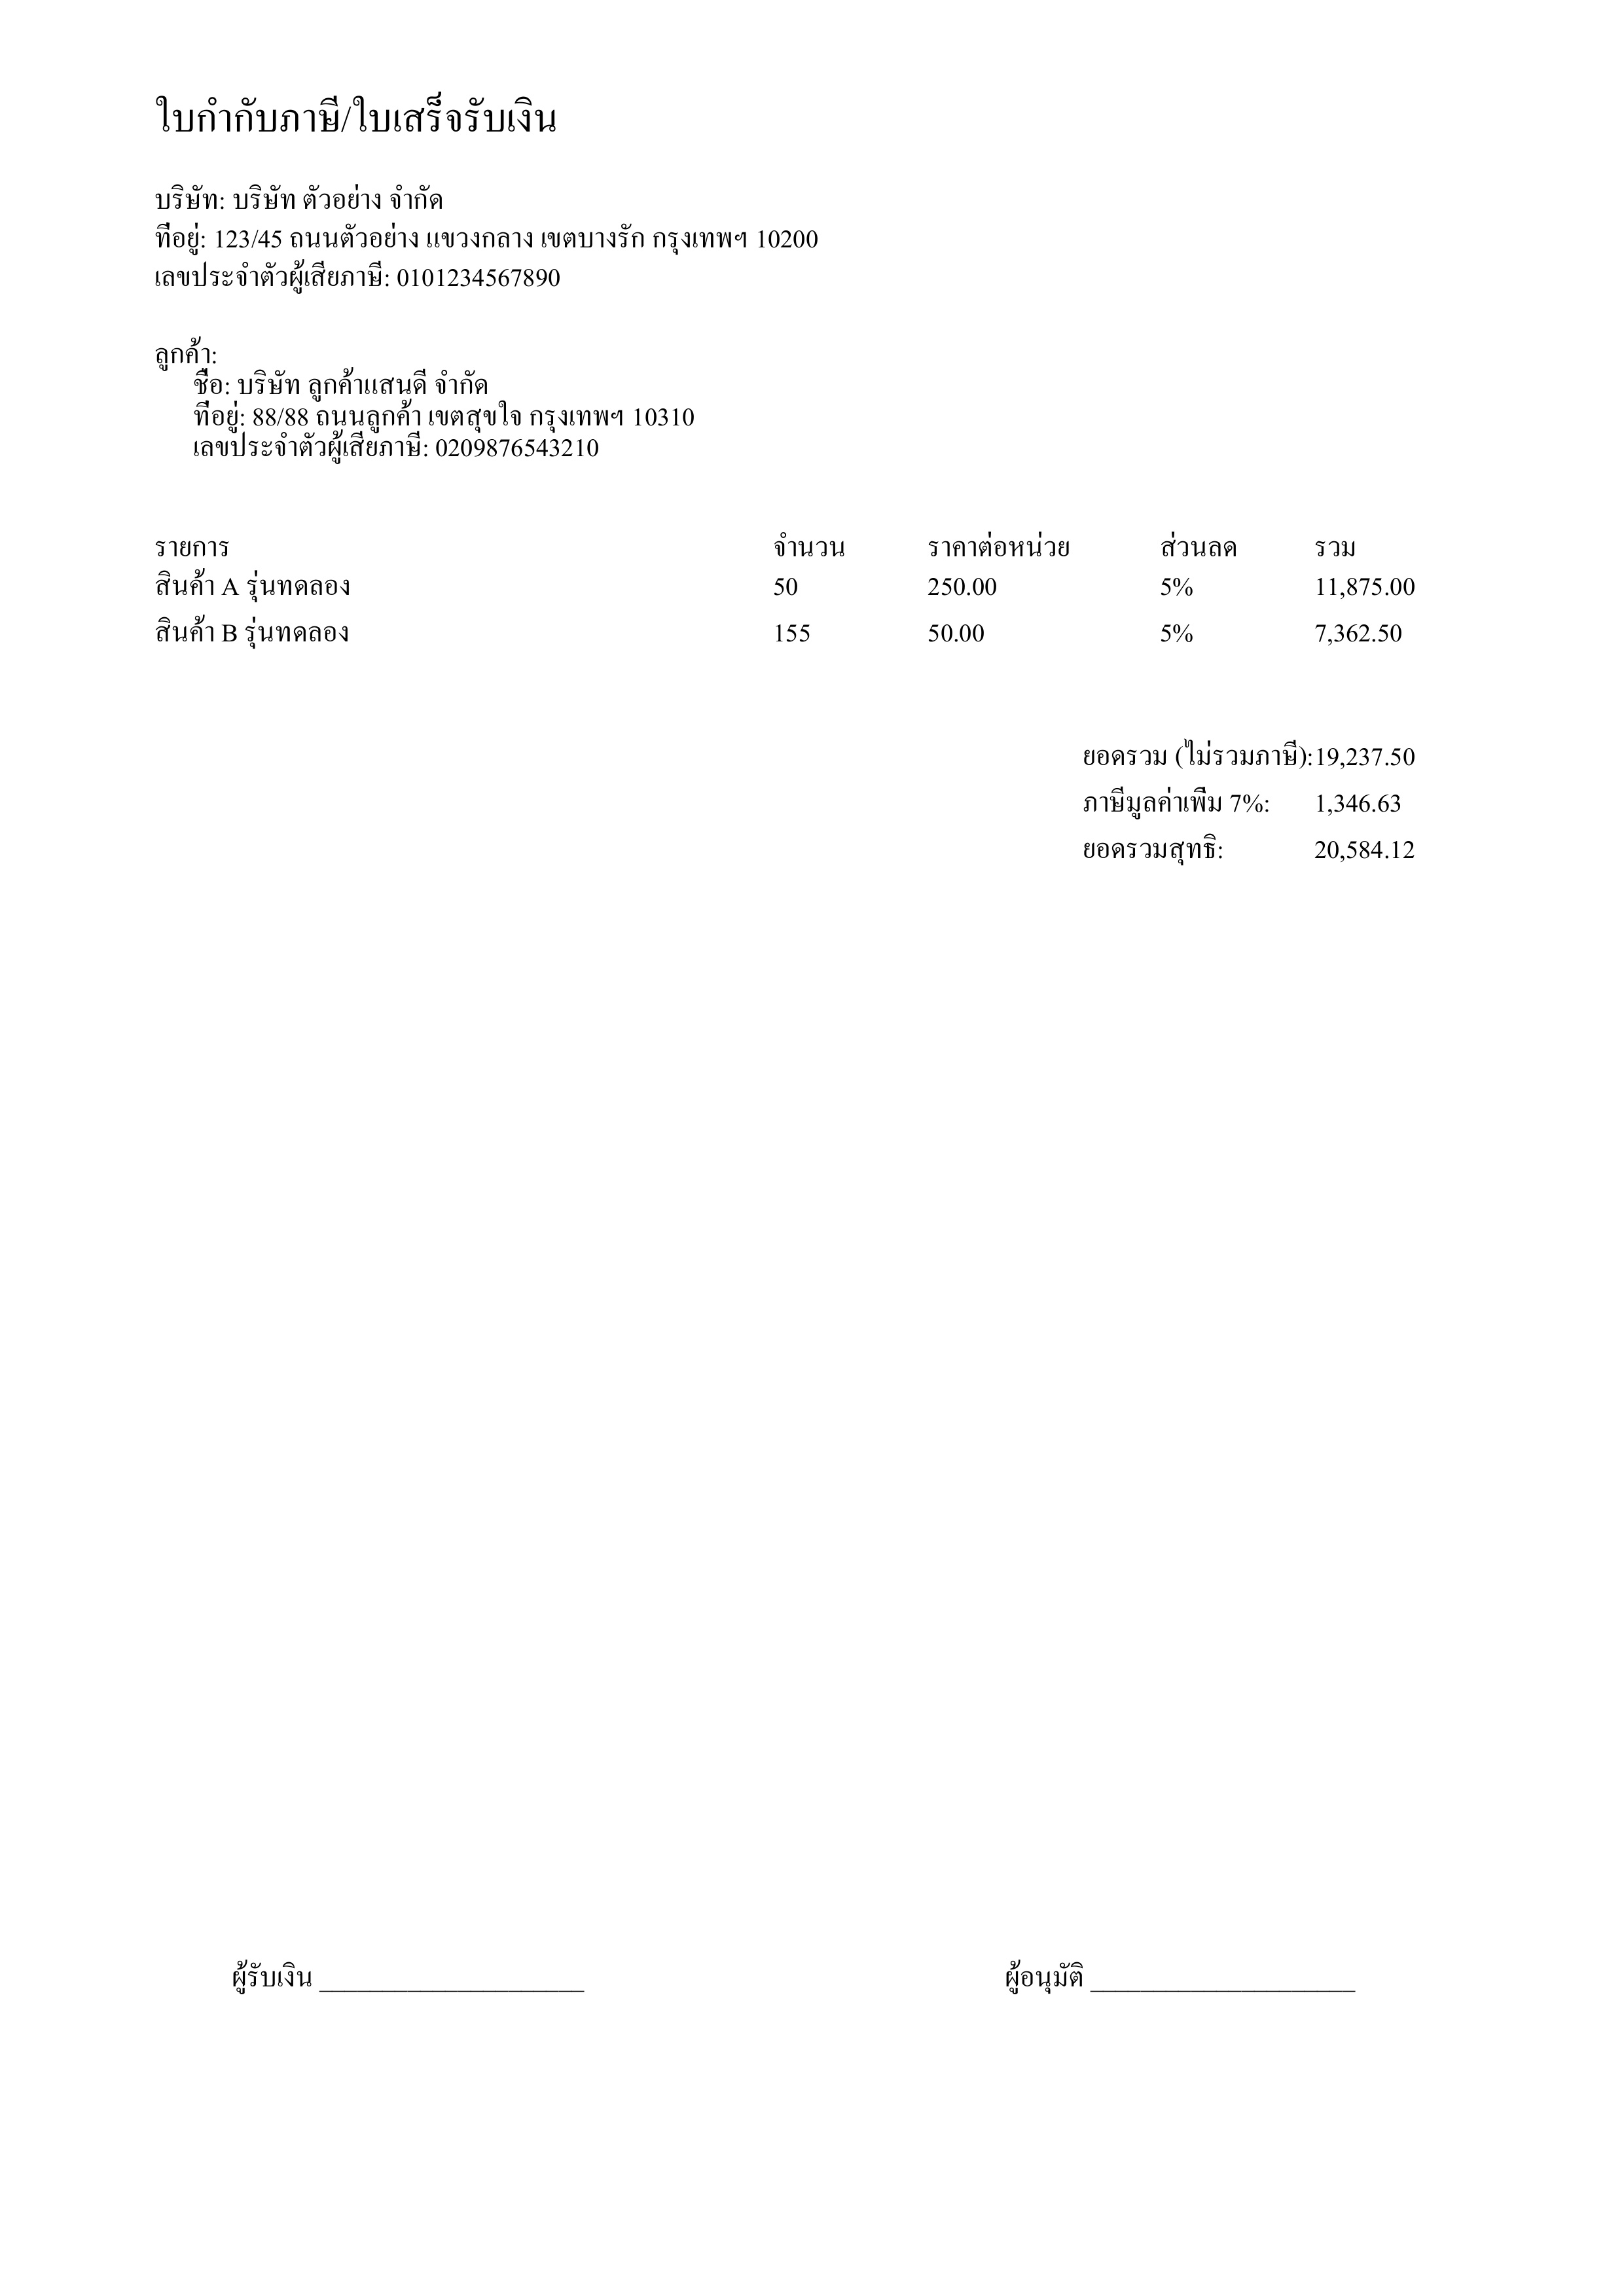 ใบกำกับภาษี/ใบเสร็จรับเงิน
บริษัท: บริษัท ตัวอย่าง จำกัด
ที่อยู่: 123/45 ถนนตัวอย่าง แขวงกลาง เขตบางรัก กรุงเทพฯ 10200
เลขประจำตัวผู้เสียภาษี: 0101234567890
ลูกค้า:
ชื่อ: บริษัท ลูกค้าแสนดี จำกัด
ที่อยู่: 88/88 ถนนลูกค้า เขตสุขใจ กรุงเทพฯ 10310
เลขประจำตัวผู้เสียภาษี: 0209876543210
รายการ จำนวน ราคาต่อหน่วย ส่วนลด รวม
สินค้า A รุ่นทดลอง 50 250.00 5% 11,875.00
สินค้า B รุ่นทดลอง 155 50.00 5% 7,362.50
ยอดรวม (ไม่รวมภาษี): 19,237.50
ภาษีมูลค่าเพิ่ม 7%: 1,346.63
ยอดรวมสุทธิ: 20,584.12
ผู้รับเงิน ____________________ ผู้อนุมัติ ____________________